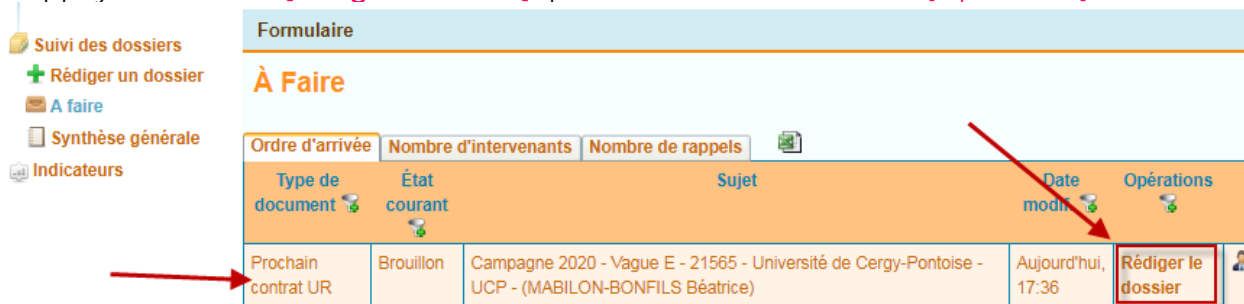 Suivi des dossiers
Rédiger un dossier
A faire
Synthèse générale
Indicateurs
Formulaire
À Faire
Ordre d'arrivée Nombre d'intervenants Nombre de rappels
Type de document État courant Sujet Date modif. Opérations
Prochain Brouillon Campagne 2020 - Vague E - 21565 - Université de Cergy-Pontoise - Aujourd'hui, Rédiger le
contrat UR UCP - (MABILON-BONFILS Béatrice) 17:36 dossier